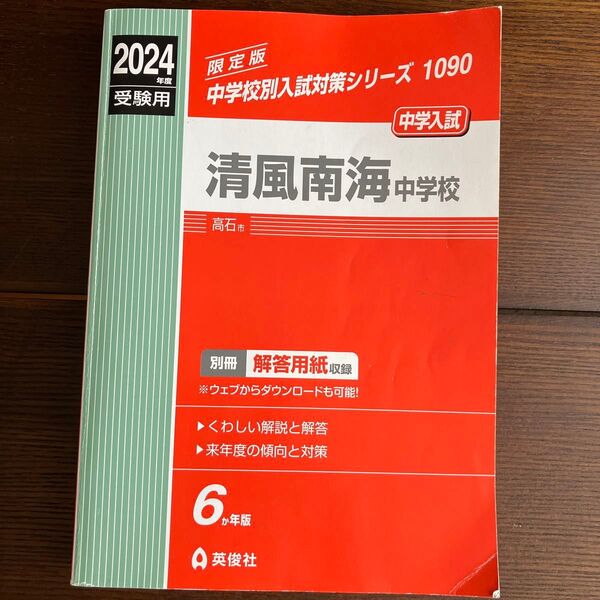 2024年度
受験用
限定版
中学校別入試対策シリーズ 1090
中学入試
清風南海中学校
高石市
別冊 解答用紙収録
※ウェブからダウンロードも可能!
▶くわしい解説と解答
▶来年度の傾向と対策
6か年版
英俊社